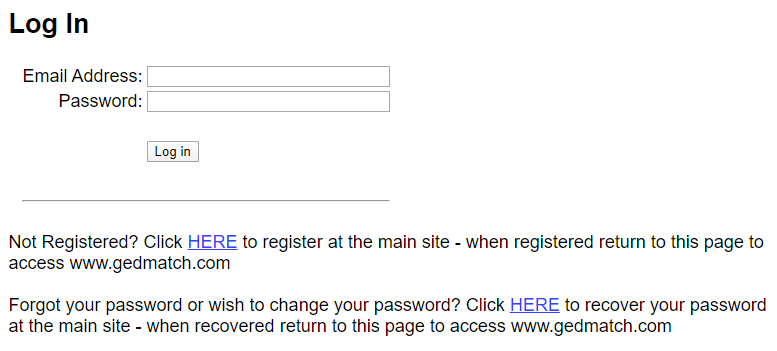 Log In
Email Address:
Password:
Log in
Not Registered? Click HERE to register at the main site - when registered return to this page to
access www.gedmatch.com
Forgot your password or wish to change your password? Click HERE to recover your password
at the main site - when recovered return to this page to access www.gedmatch.com